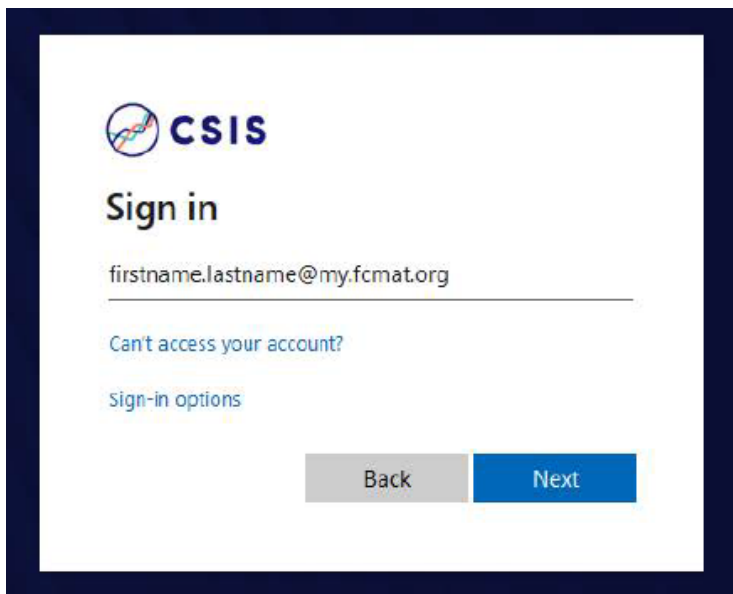 CSIS
Sign in
firstname.lastname@my.fcmat.org
Can't access your account?
Sign-in options
Back Next